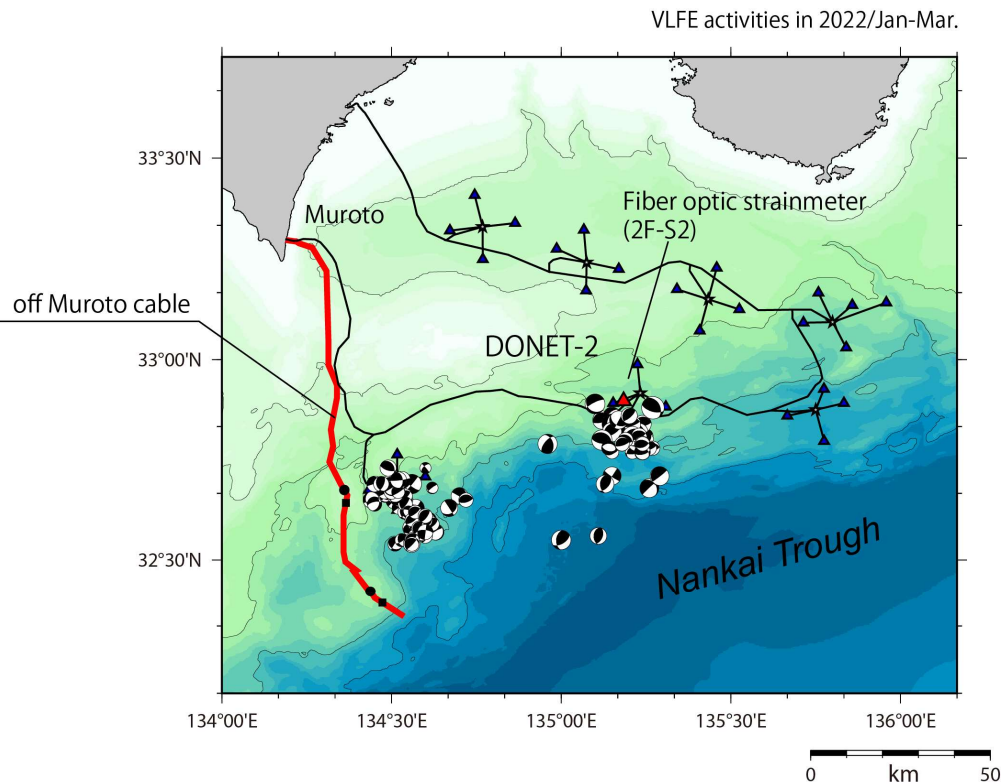 VLFE activities in 2022/Jan-Mar.
33°30'N
Muroto
Fiber optic strainmeter
(2F-S2)
off Muroto cable
33°00'N
DONET-2
Nankai Trough
32°30'N
134°00'E
134°30'E
135°00'E
135°30'E
136°00'E
0 km 50